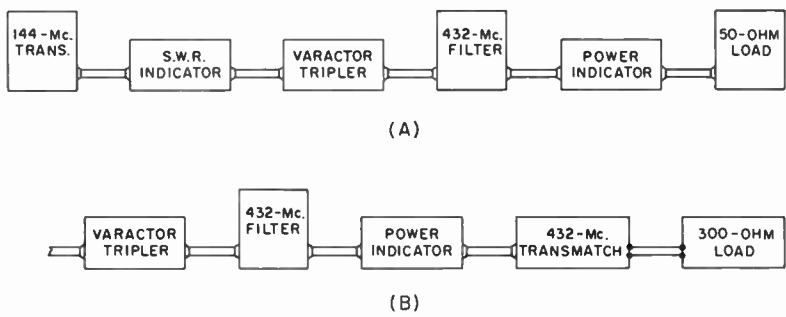 144-Mc.
TRANS.
S.W.R.
INDICATOR
VARACTOR
TRIPLER
432-Mc.
FILTER
POWER
INDICATOR
50-OHM
LOAD
(A)
VARACTOR
TRIPLER
432-Mc.
FILTER
POWER
INDICATOR
432-Mc.
TRANSMATCH
300-OHM
LOAD
(B)